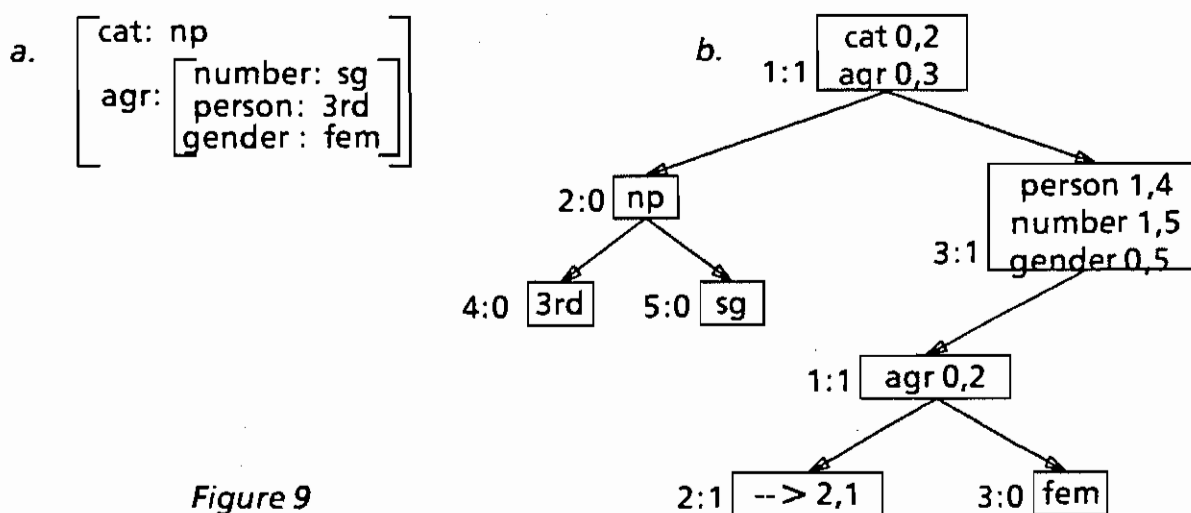 a.
cat: np
agr:
number: sg
person: 3rd
gender : fem
b.
1:1
cat 0,2
agr 0,3
2:0 np
3:1
person 1,4
number 1,5
gender 0,5
4:0 3rd
5:0 sg
1:1 agr 0,2
2:1 --> 2,1
3:0 fem
Figure 9